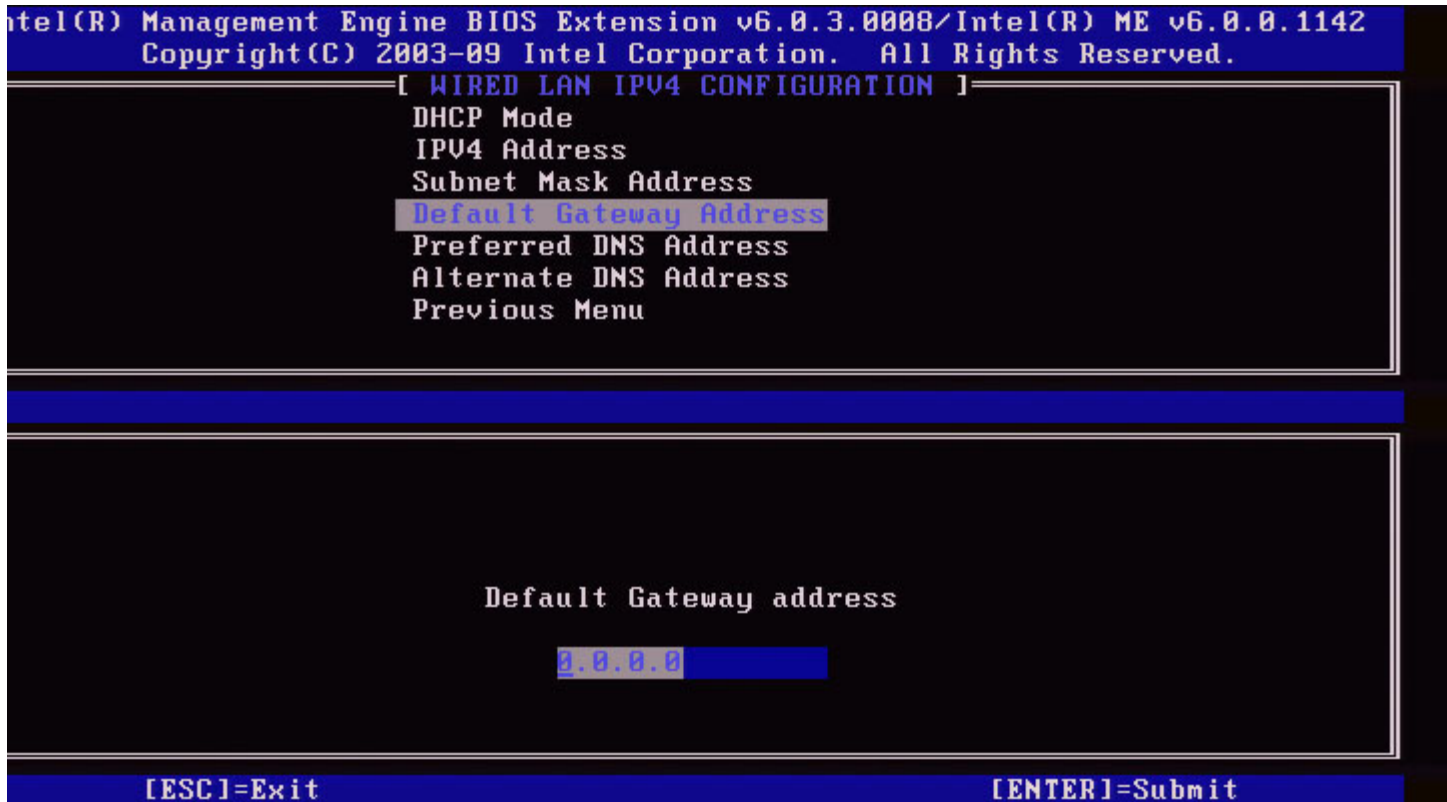 ntel(R) Management Engine BIOS Extension v6.0.3.0008/Intel(R) ME v6.0.0.1142
Copyright(C) 2003-09 Intel Corporation. All Rights Reserved.
[ WIRED LAN IPV4 CONFIGURATION ]
DHCP Mode
IPV4 Address
Subnet Mask Address
Default Gateway Address
Preferred DNS Address
Alternate DNS Address
Previous Menu
Default Gateway address
0.0.0.0
[ESC]=Exit [ENTER]=Submit